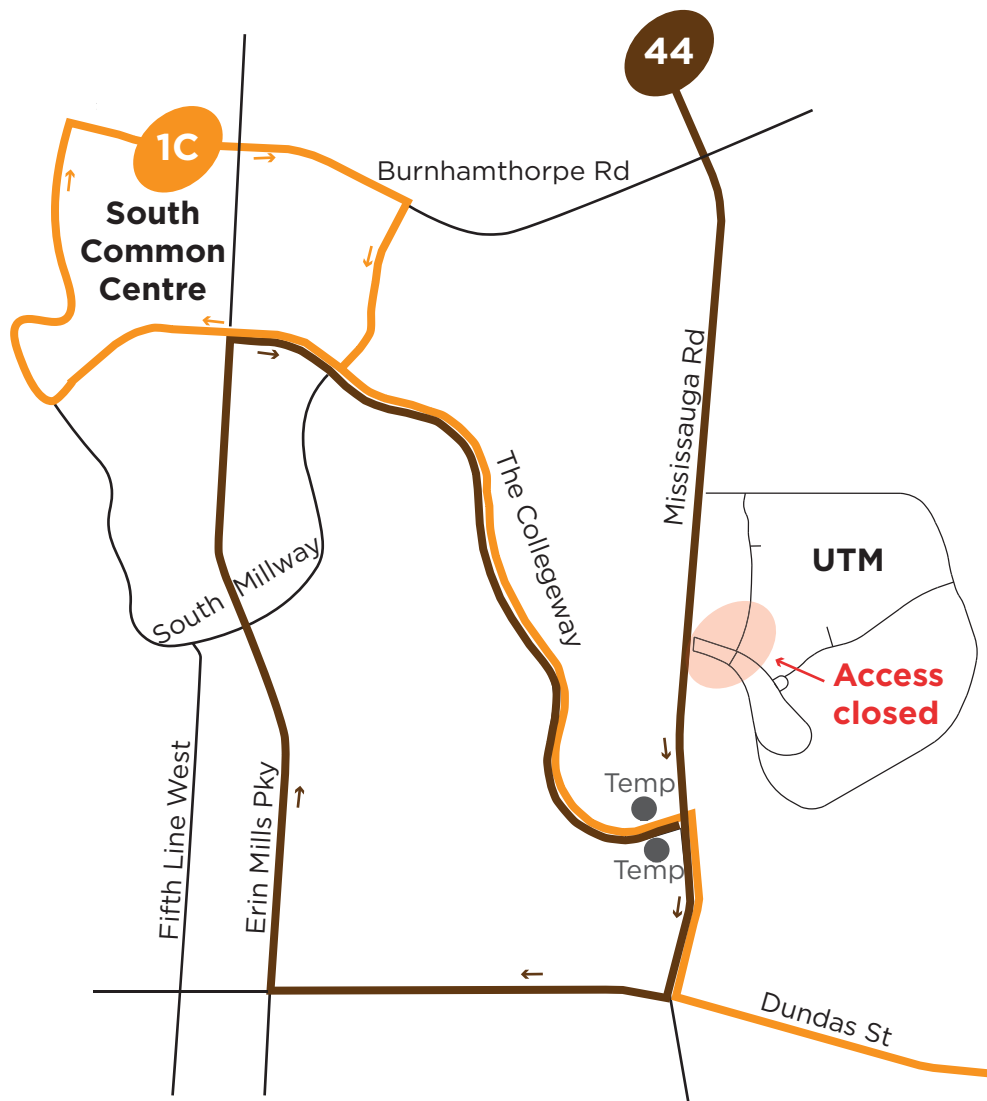 44
1C
Burnhamthorpe Rd
South
Common
Centre
Mississauga Rd
The Collegeway
UTM
South Millway
Access
closed
Fifth Line West
Erin Mills Pky
Temp
Temp
Dundas St